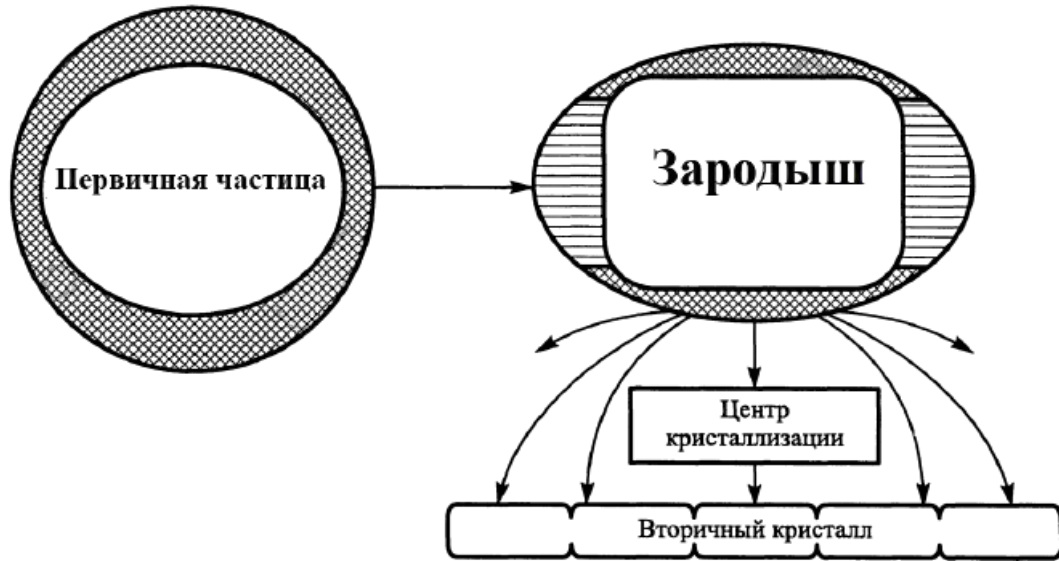 Первичная частица
Зародыш
Центр
кристаллизации
Вторичный кристалл